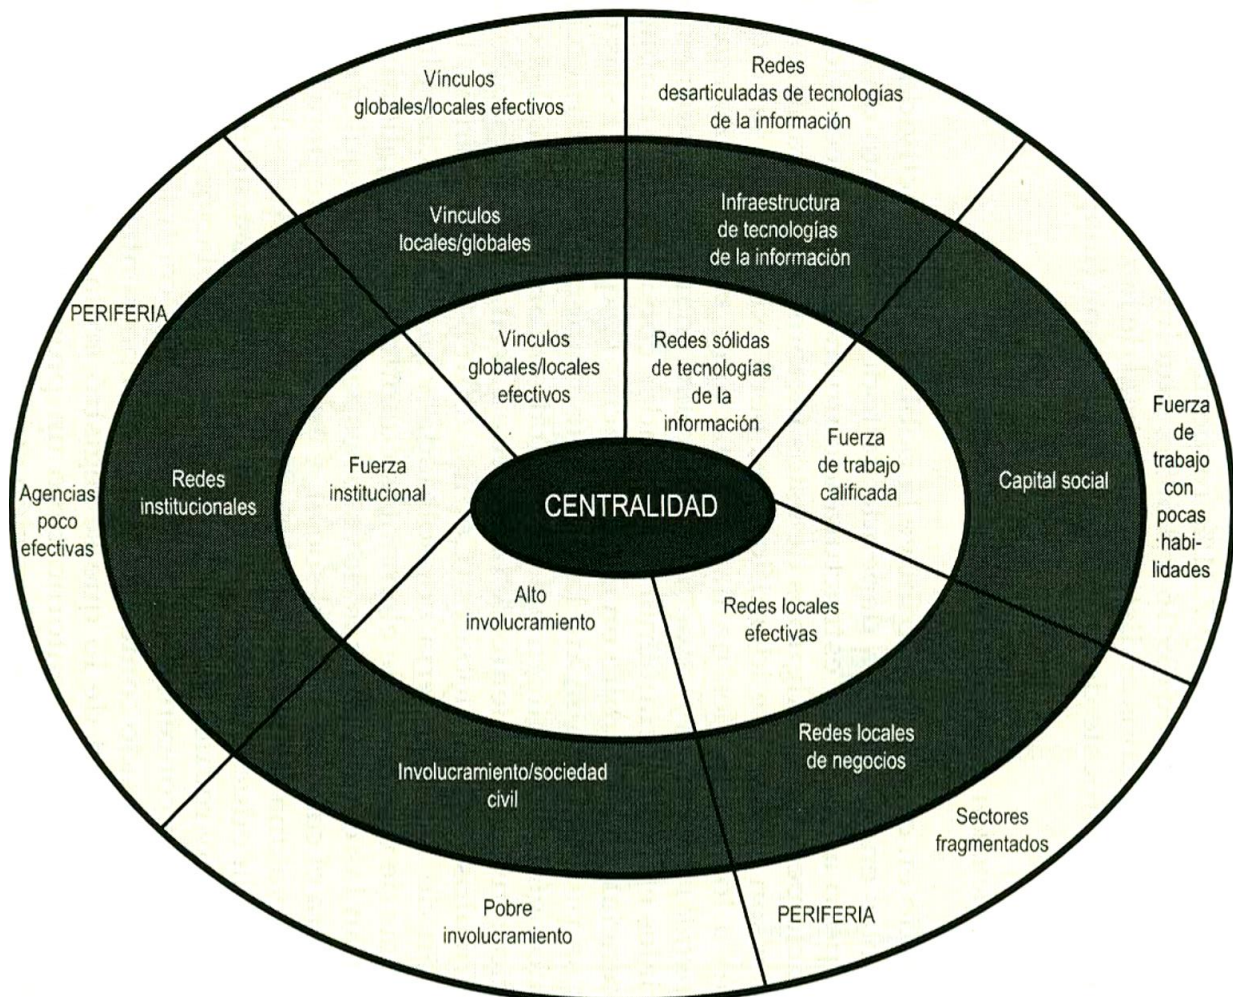 Vínculos
globales/locales efectivos
Redes
desarticuladas de tecnologías
de la información
Vínculos
locales/globales
Infraestructura
de tecnologías
de la información
PERIFERIA
Vínculos
globales/locales
efectivos
Redes sólidas
de tecnologías
de la
información
Fuerza
de trabajo
calificada
Fuerza
de
trabajo
con
pocas
habi-
lidades
Agencias
poco
efectivas
Redes
institucionales
Fuerza
institucional
CENTRALIDAD
Capital social
Alto
involucramiento
Redes locales
efectivas
Involucramiento/sociedad
civil
Redes locales
de negocios
Sectores
fragmentados
Pobre
involucramiento
PERIFERIA